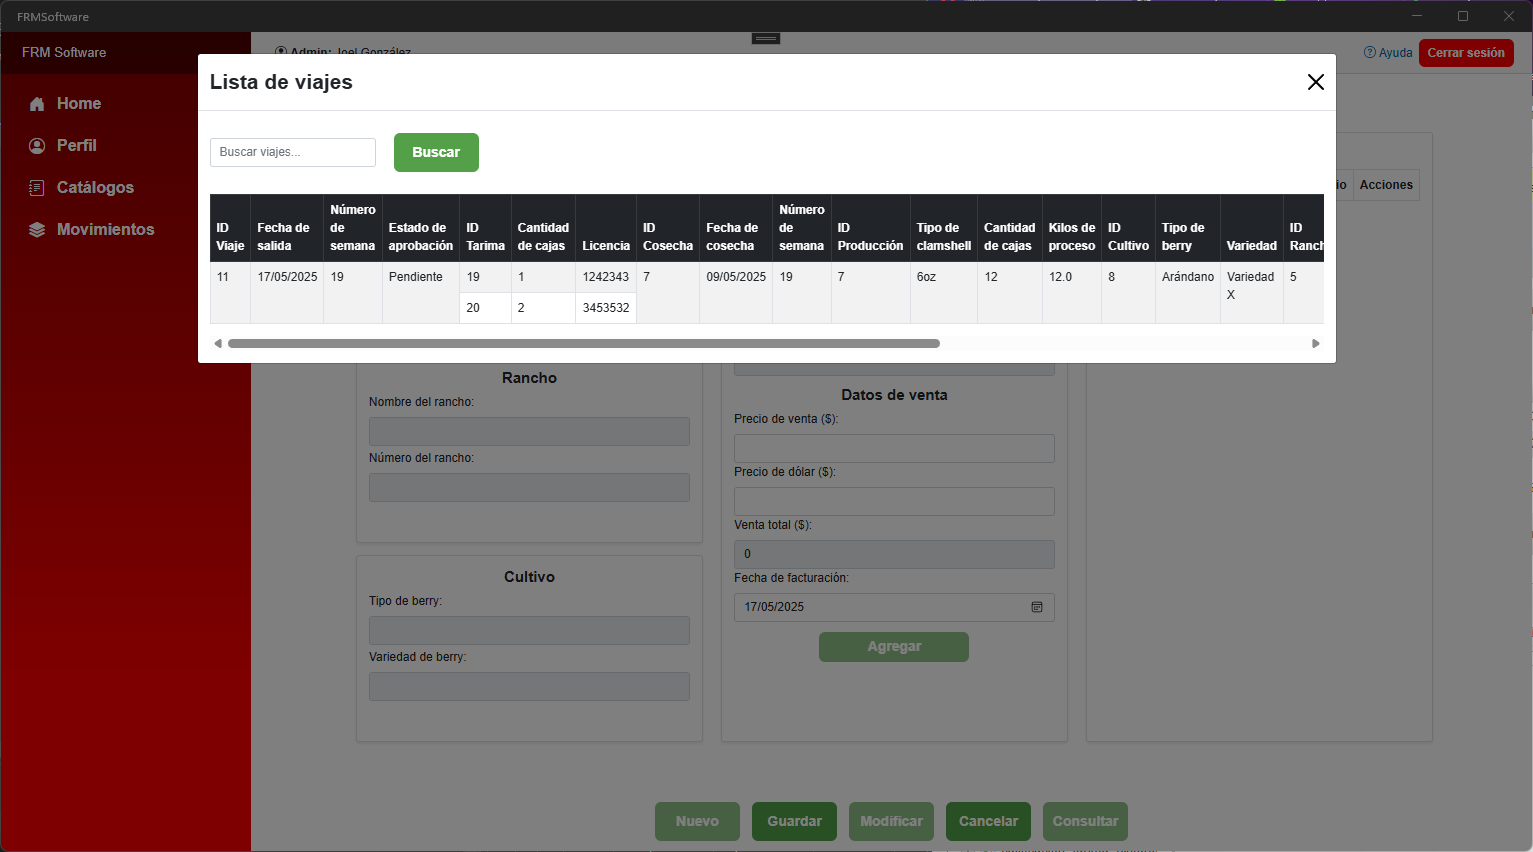 FRMSoftware
FRM Software
Admin: Joel González
Ayuda
Cerrar sesión
Home
Perfil
Catálogos
Movimientos
Lista de viajes
Buscar viajes...
Buscar
Acciones
ID Viaje
Fecha de salida
Número de semana
Estado de aprobación
ID Tarima
Cantidad de cajas
Licencia
ID Cosecha
Fecha de cosecha
Número de semana
ID Producción
Tipo de clamshell
Cantidad de cajas
Kilos de proceso
ID Cultivo
Tipo de berry
Variedad
ID Ranch
11 17/05/2025 19 Pendiente 19 1 1242343 7 09/05/2025 19 7 6oz 12 12.0 8 Arándano Variedad X 5
20 2 3453532
Rancho
Nombre del rancho:
Número del rancho:
Cultivo
Tipo de berry:
Variedad de berry:
Datos de venta
Precio de venta ($):
Precio de dólar ($):
Venta total ($):
0
Fecha de facturación:
17/05/2025
Agregar
Nuevo
Guardar
Modificar
Cancelar
Consultar